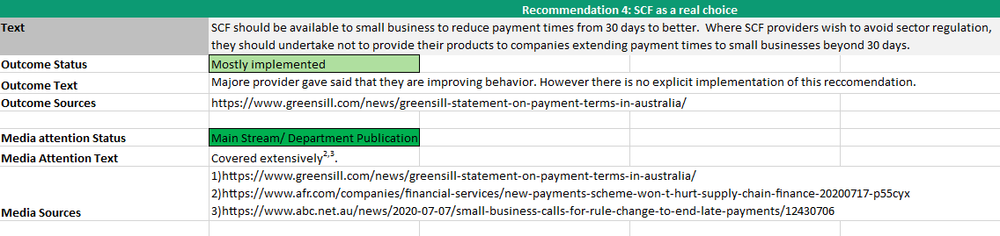 Recommendation 4: SCF as a real choice
Text SCF should be available to small business to reduce payment times from 30 days to better.  Where SCF providers wish to avoid sector regulation,
they should undertake not to provide their products to companies extending payment times to small businesses beyond 30 days.
Outcome Status Mostly implemented
Outcome Text Majore provider gave said that they are improving behavior. However there is no explicit implementation of this reccomendation.
Outcome Sources https://www.greensill.com/news/greensill-statement-on-payment-terms-in-australia/
Media attention Status Main Stream/ Department Publication
Media Attention Text Covered extensively2,3.
1)https://www.greensill.com/news/greensill-statement-on-payment-terms-in-australia/
2)https://www.afr.com/companies/financial-services/new-payments-scheme-won-t-hurt-supply-chain-finance-20200717-p55cyx
Media Sources 3)https://www.abc.net.au/news/2020-07-07/small-business-calls-for-rule-change-to-end-late-payments/12430706